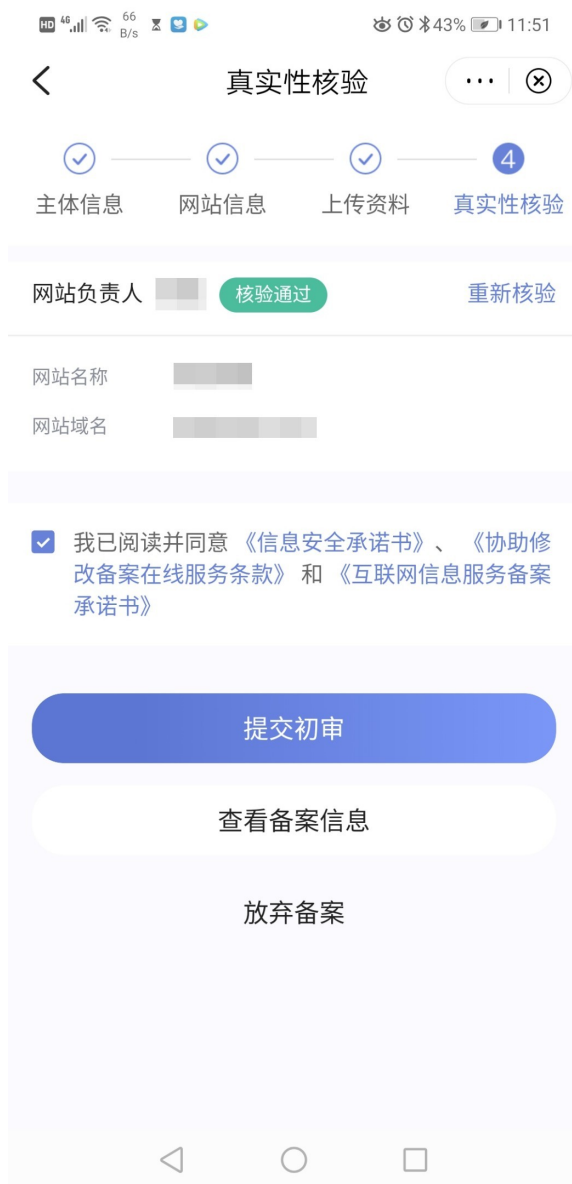 HD 4G 66 B/s 43% 11:51
真实性核验
4
主体信息 网站信息 上传资料 真实性核验
网站负责人 核验通过 重新核验
网站名称
网站域名
我已阅读并同意 《信息安全承诺书》、 《协助修
改备案在线服务条款》 和 《互联网信息服务备案
承诺书》
提交初审
查看备案信息
放弃备案